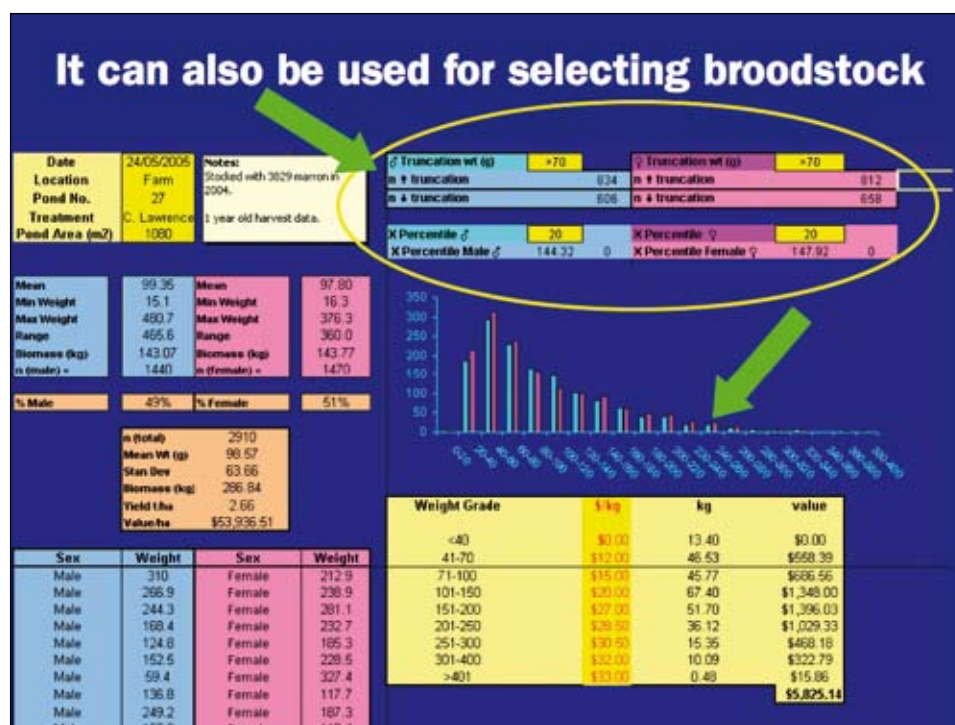 It can also be used for selecting broodstock
Date 24/05/2005
Location Farm
Pond No. 27
Treatment C. Lawrence
Pond Area (m2) 1080
Notes:
Stocked with 3829 marron in
2004.
1 year old harvest data.
♂ Truncation wt (g) >70 ♀ Truncation wt (g) >70
n ↑ truncation 834 n ↑ truncation 812
n ↓ truncation 606 n ↓ truncation 658
X Percentile ♂ 20 X Percentile ♀ 20
X Percentile Male ♂ 144.32 0 X Percentile Female ♀ 147.92 0
Mean 99.35 Mean 97.80
Min Weight 15.1 Min Weight 16.3
Max Weight 480.7 Max Weight 376.3
Range 465.6 Range 360.0
Biomass (kg) 143.07 Biomass (kg) 143.77
n (male) = 1440 n (female) = 1470
% Male 49% % Female 51%
n (total) 2910
Mean Wt (g) 98.57
Stan Dev 63.66
Biomass (kg) 286.84
Yield t/ha 2.66
Value/ha $53,936.51
350
300
250
200
150
100
50
0
Weight Grade $/kg kg value
<40 $0.00 13.40 $0.00
41-70 $12.00 46.53 $558.39
71-100 $15.00 45.77 $686.56
101-150 $20.00 67.40 $1,348.00
151-200 $27.00 51.70 $1,396.03
201-250 $28.50 36.12 $1,029.33
251-300 $30.50 15.35 $468.18
301-400 $32.00 10.09 $322.79
>401 $33.00 0.48 $15.86
$5,825.14
Sex Weight Sex Weight
Male 310 Female 212.9
Male 266.9 Female 238.9
Male 244.3 Female 281.1
Male 168.4 Female 232.7
Male 124.8 Female 185.3
Male 152.5 Female 228.5
Male 59.4 Female 327.4
Male 136.8 Female 117.7
Male 249.2 Female 187.3